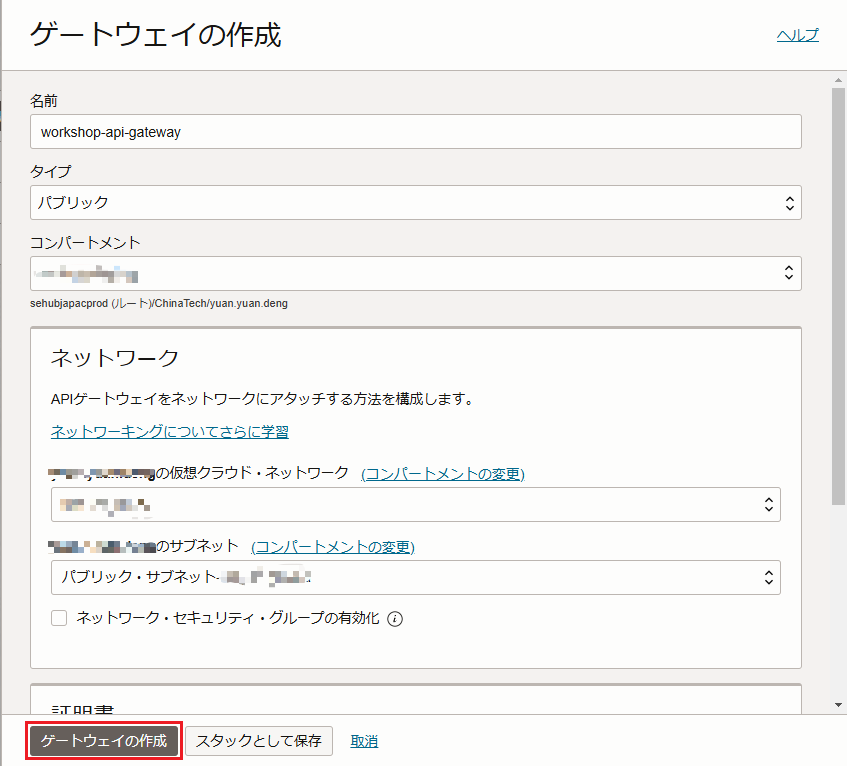 ゲートウェイの作成
ヘルプ
名前
workshop-api-gateway
タイプ
パブリック
コンパートメント
sehubjapacprod (ルート)/ChinaTech/yuan.yuan.deng
ネットワーク
APIゲートウェイをネットワークにアタッチする方法を構成します。
ネットワーキングについてさらに学習
の仮想クラウド・ネットワーク (コンパートメントの変更)
のサブネット (コンパートメントの変更)
パブリック・サブネット-
ネットワーク・セキュリティ・グループの有効化
証明書
ゲートウェイの作成 スタックとして保存 取消